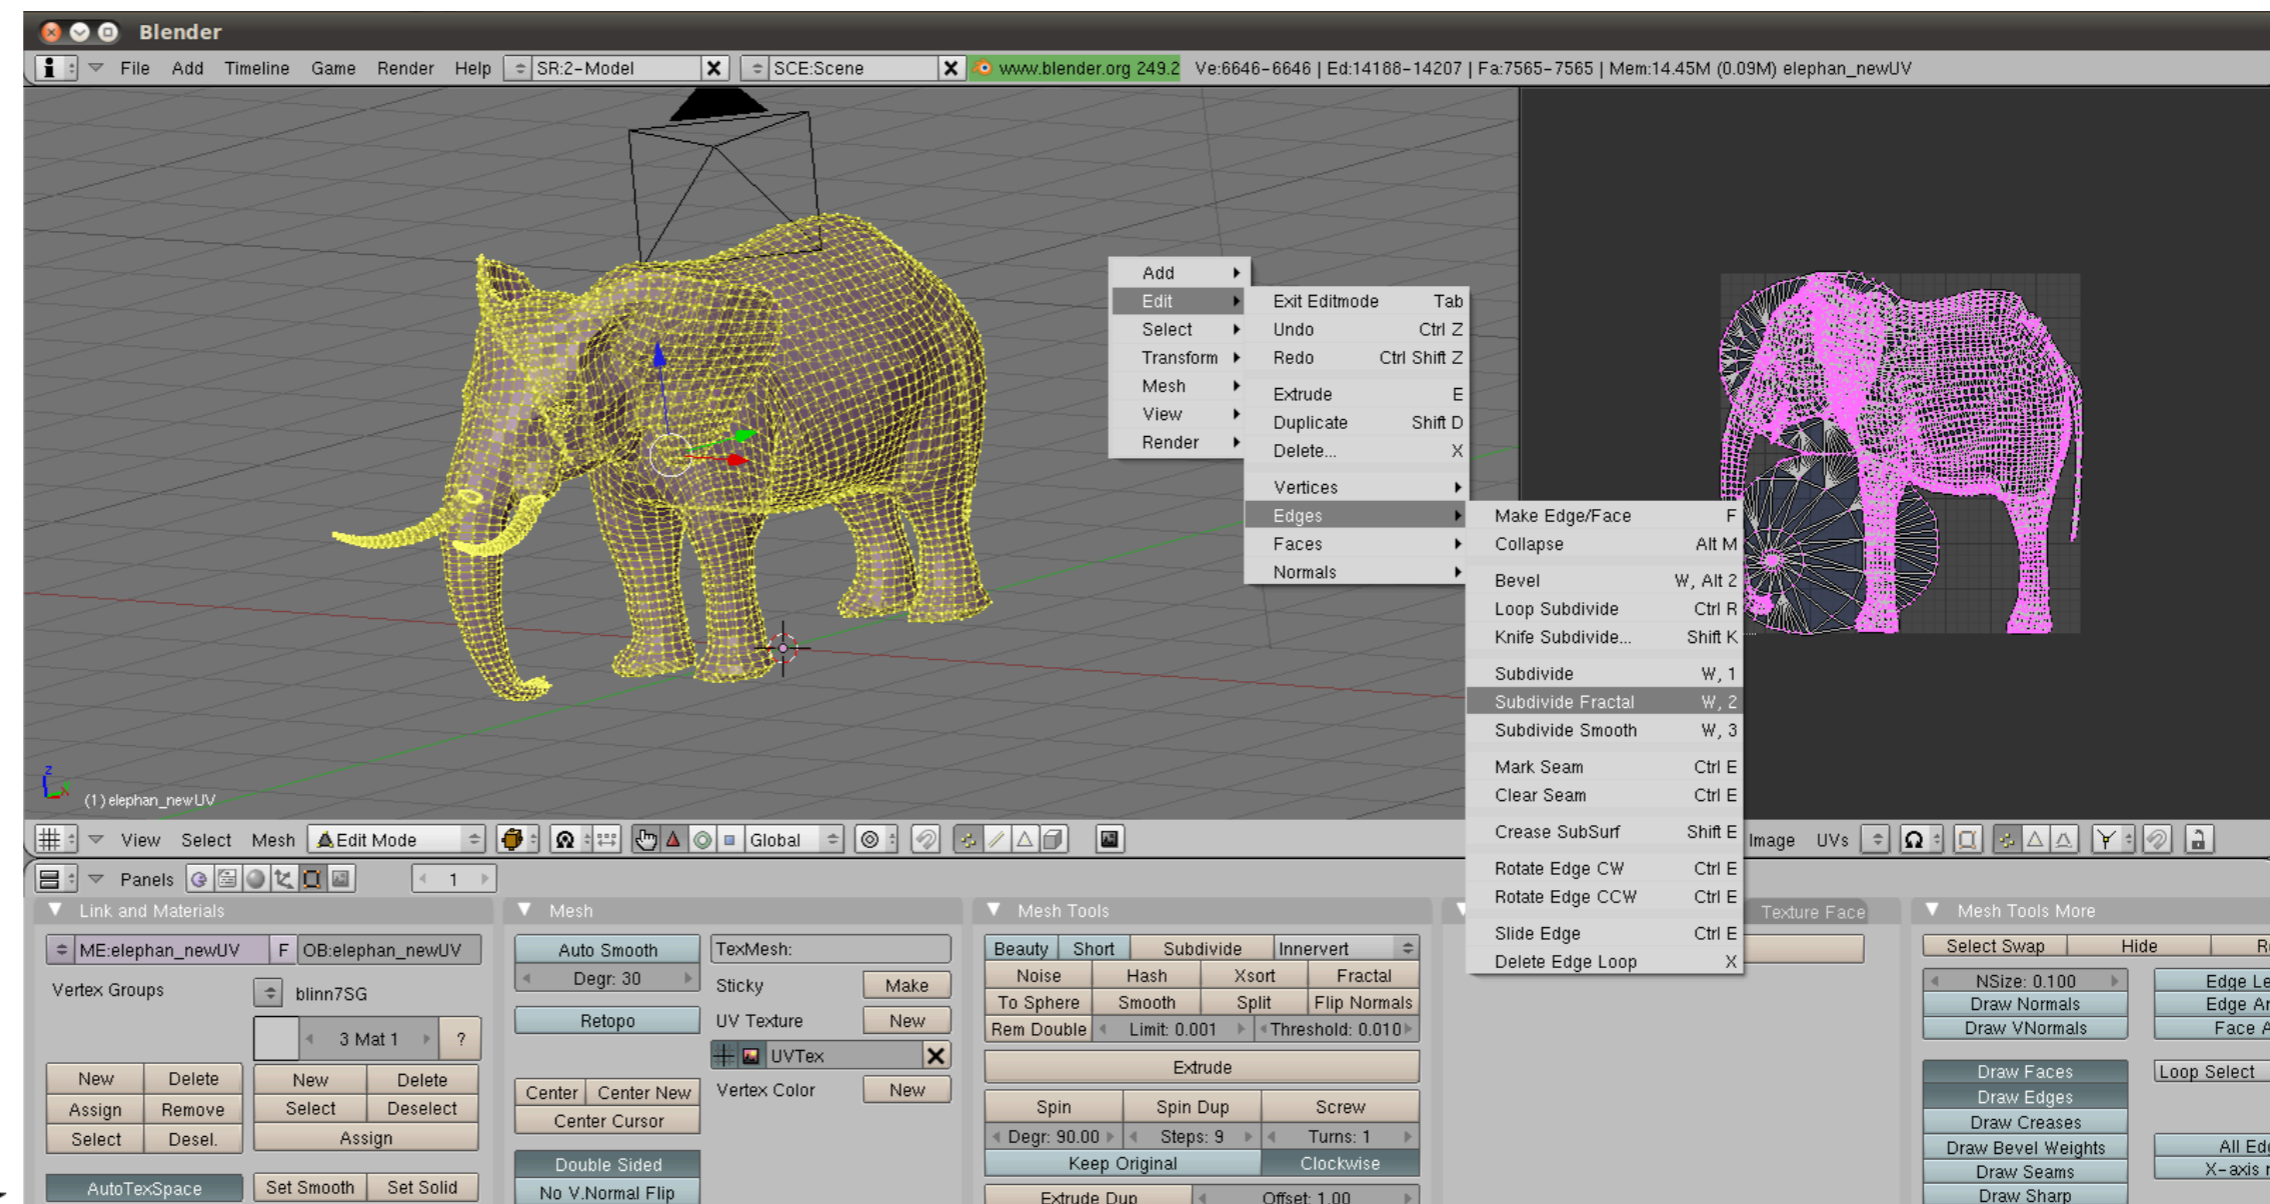 Blender
File Add Timeline Game Render Help SR:2-Model SCE:Scene www.blender.org 249.2 Ve:6646-6646 | Ed:14188-14207 | Fa:7565-7565 | Mem:14.45M (0.09M) elephan_newUV
Add
Edit
Select
Transform
Mesh
View
Render
Exit Editmode Tab
Undo Ctrl Z
Redo Ctrl Shift Z
Extrude E
Duplicate Shift D
Delete... X
Vertices
Edges
Faces
Normals
Make Edge/Face F
Collapse Alt M
Bevel W, Alt 2
Loop Subdivide Ctrl R
Knife Subdivide... Shift K
Subdivide W, 1
Subdivide Fractal W, 2
Subdivide Smooth W, 3
Mark Seam Ctrl E
Clear Seam Ctrl E
Crease SubSurf Shift E
Rotate Edge CW Ctrl E
Rotate Edge CCW Ctrl E
Slide Edge Ctrl E
Delete Edge Loop X
z
x
(1) elephan_newUV
View Select Mesh Edit Mode Global
Image UVs
Panels 1
Link and Materials
ME:elephan_newUV F OB:elephan_newUV
Vertex Groups
blinn7SG
3 Mat 1 ?
New Delete New Delete
Assign Remove Select Deselect
Select Desel. Assign
AutoTexSpace Set Smooth Set Solid
Mesh
Auto Smooth TexMesh:
Degr: 30 Sticky Make
Retopo UV Texture New
UVTex
Center Center New Vertex Color New
Center Cursor
Double Sided
No V.Normal Flip
Mesh Tools
Beauty Short Subdivide Innervert
Noise Hash Xsort Fractal
To Sphere Smooth Split Flip Normals
Rem Double Limit: 0.001 Threshold: 0.010
Extrude
Spin Spin Dup Screw
Degr: 90.00 Steps: 9 Turns: 1
Keep Original Clockwise
Extrude Dup Offset: 1.00
Texture Face
Mesh Tools More
Select Swap Hide
NSize: 0.100 Edge Le
Draw Normals Edge Ar
Draw VNormals Face A
Draw Faces Loop Select
Draw Edges
Draw Creases
Draw Bevel Weights All Ed
Draw Seams X-axis
Draw Sharp